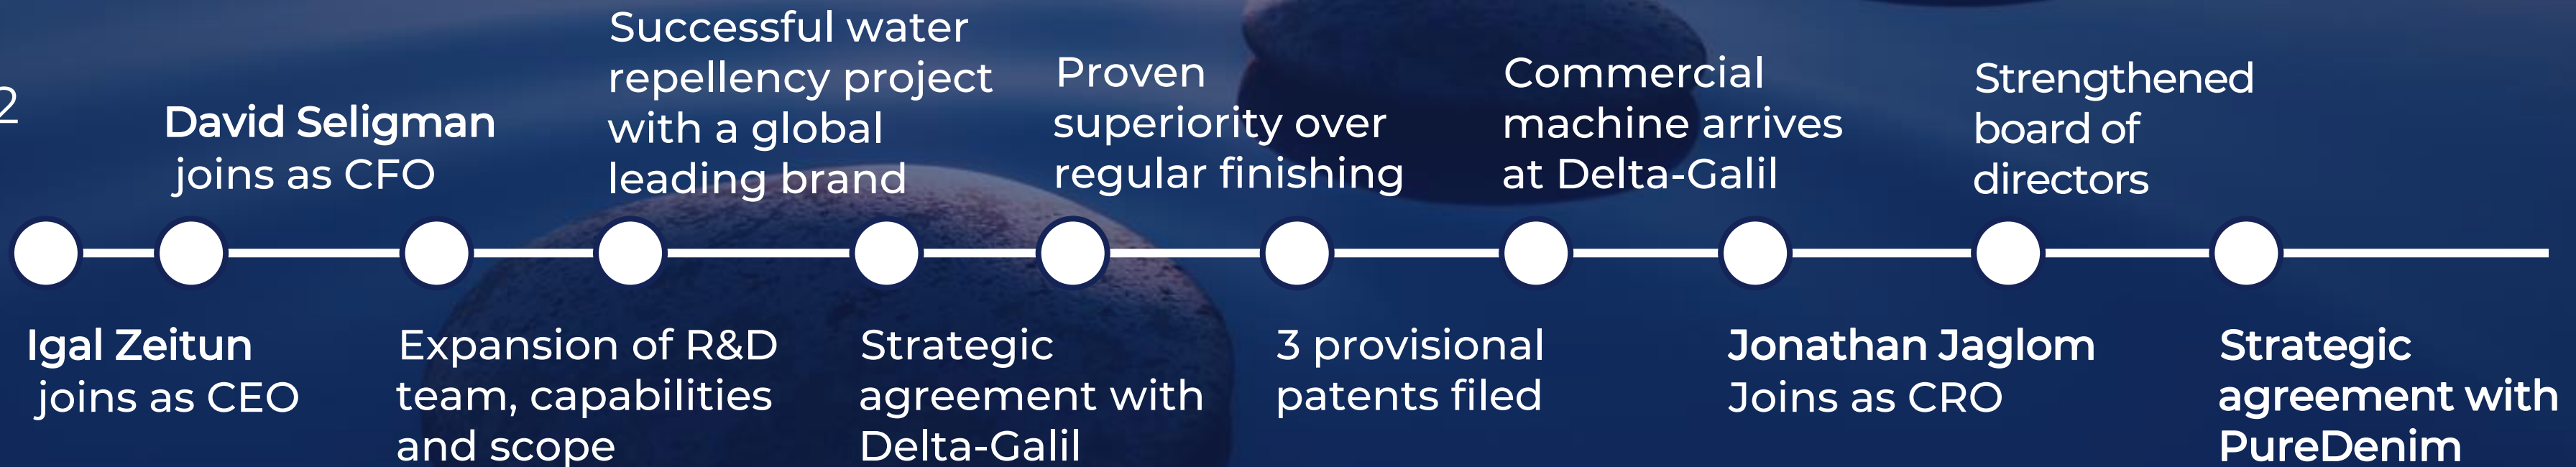 2
Igal Zeitun
joins as CEO
David Seligman
joins as CFO
Expansion of R&D
team, capabilities
and scope
Successful water
repellency project
with a global
leading brand
Strategic
agreement with
Delta-Galil
Proven
superiority over
regular finishing
3 provisional
patents filed
Commercial
machine arrives
at Delta-Galil
Jonathan Jaglom
Joins as CRO
Strengthened
board of
directors
Strategic
agreement with
PureDenim